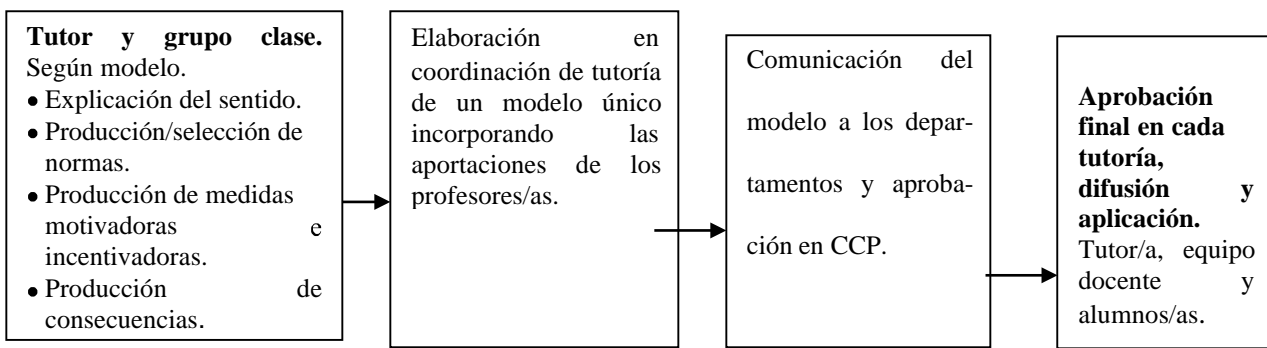 Tutor y grupo clase.
Según modelo.
• Explicación del sentido.
• Producción/selección de
normas.
• Producción de medidas
motivadoras e
incentivadoras.
• Producción de
consecuencias.
Elaboración en
coordinación de tutoría
de un modelo único
incorporando las
aportaciones de los
profesores/as.
Comunicación del
modelo a los depar-
tamentos y aproba-
ción en CCP.
Aprobación
final en cada
tutoría,
difusión y
aplicación.
Tutor/a, equipo
docente y
alumnos/as.